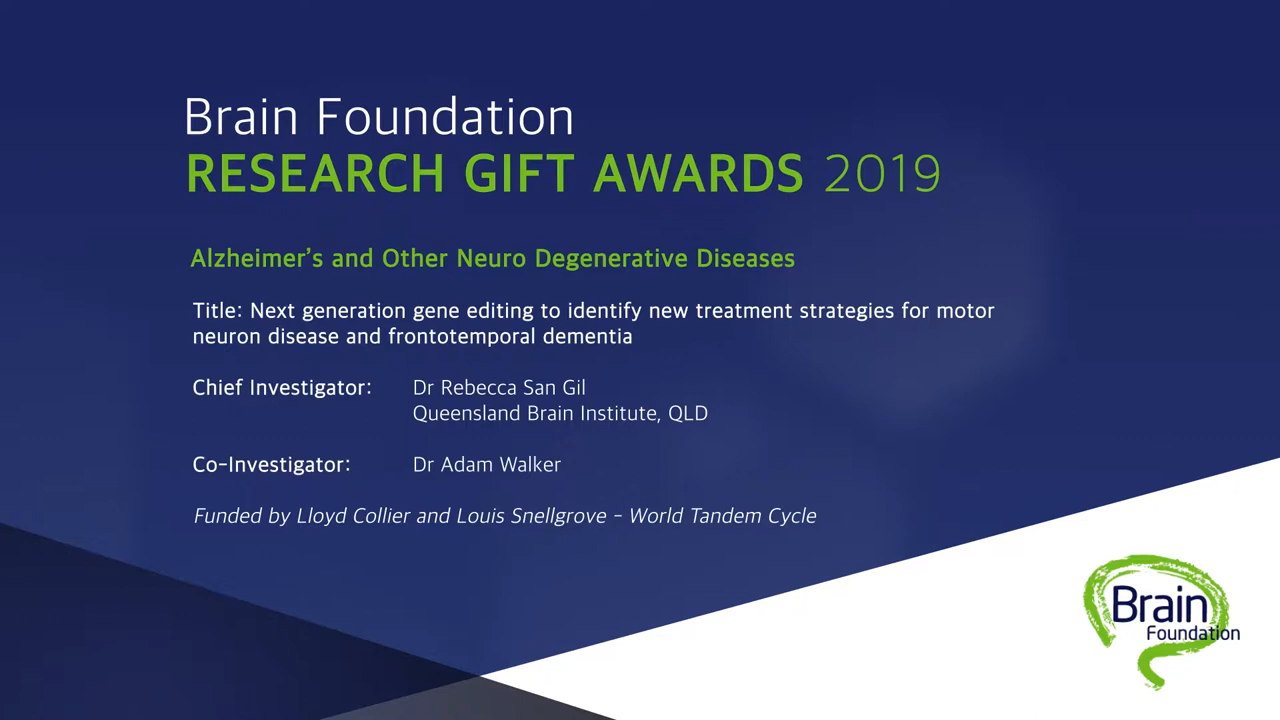 Brain Foundation
RESEARCH GIFT AWARDS 2019
Alzheimer's and Other Neuro Degenerative Diseases
Title: Next generation gene editing to identify new treatment strategies for motor
neuron disease and frontotemporal dementia
Chief Investigator: Dr Rebecca San Gil
Queensland Brain Institute, QLD
Co-Investigator: Dr Adam Walker
Funded by Lloyd Collier and Louis Snellgrove - World Tandem Cycle
Brain
Foundation